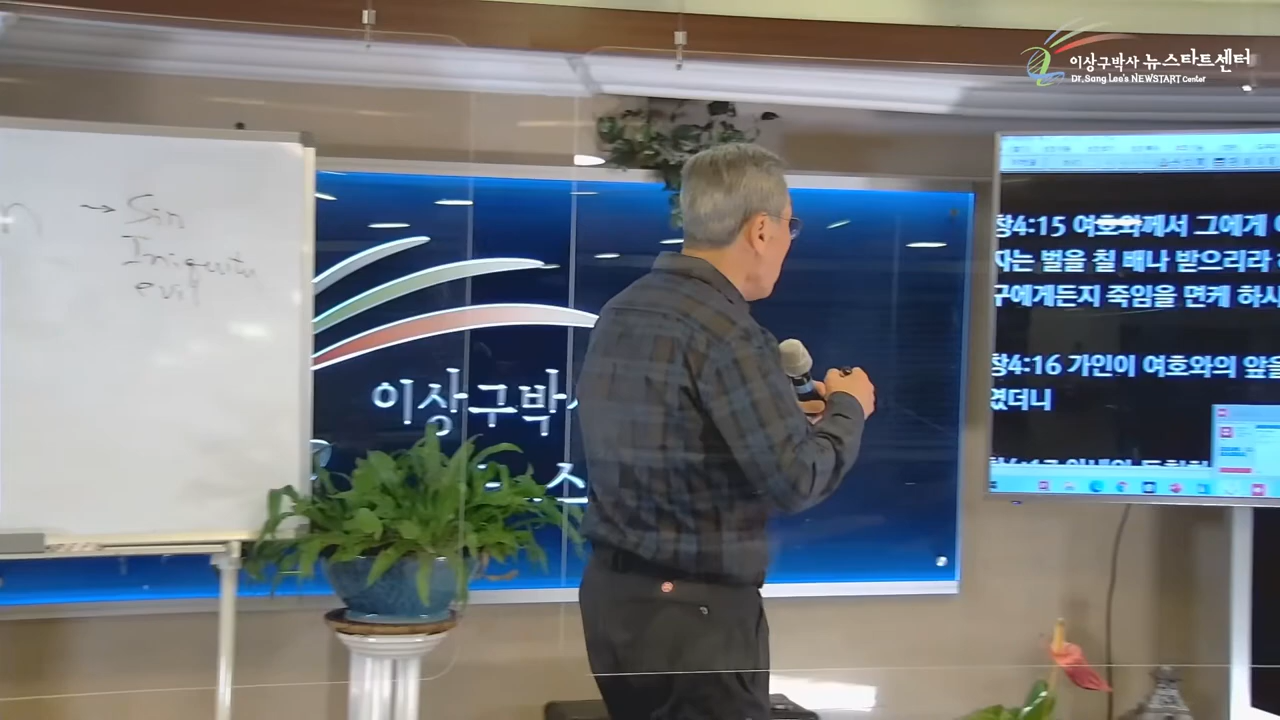 이상구박사 뉴스타트센터
Dr. Sang Lee's NEWSTART Center
→ Sin
Iniquity
evil
이상구박
스
창4:15 여호와께서 그에게
자는 벌을 칠 배나 받으리라
구에게든지 죽임을 면케 하시
창4:16 가인이 여호와의 앞을
였더니